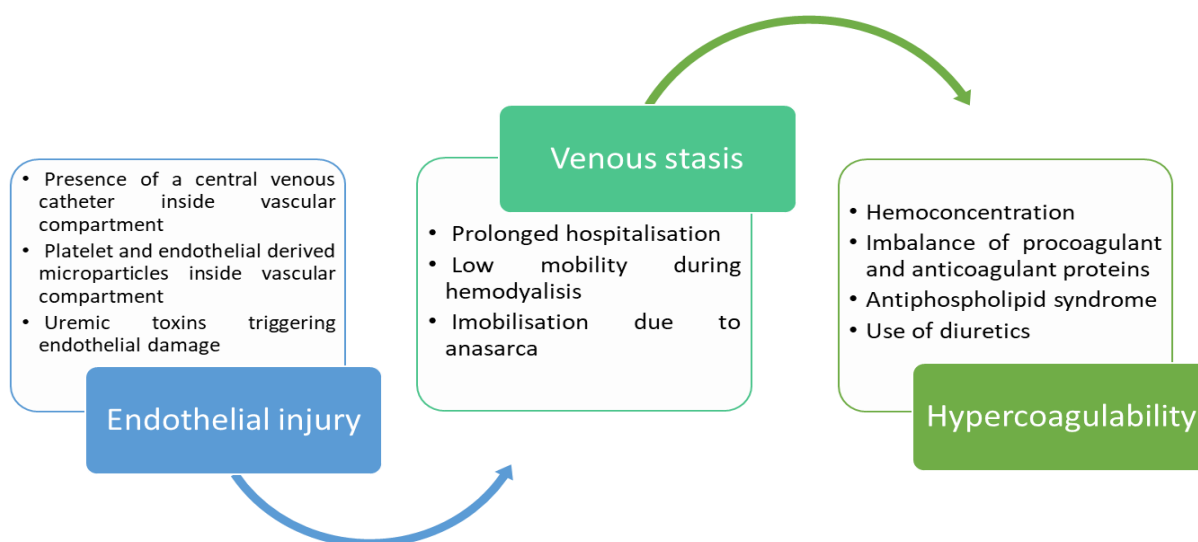 • Presence of a central venous
catheter inside vascular
compartment
• Platelet and endothelial derived
microparticles inside vascular
compartment
• Uremic toxins triggering
endothelial damage
Endothelial injury
Venous stasis
• Prolonged hospitalisation
• Low mobility during
hemodyalisis
• Imobilisation due to
anasarca
• Hemoconcentration
• Imbalance of procoagulant
and anticoagulant proteins
• Antiphospholipid syndrome
• Use of diuretics
Hypercoagulability